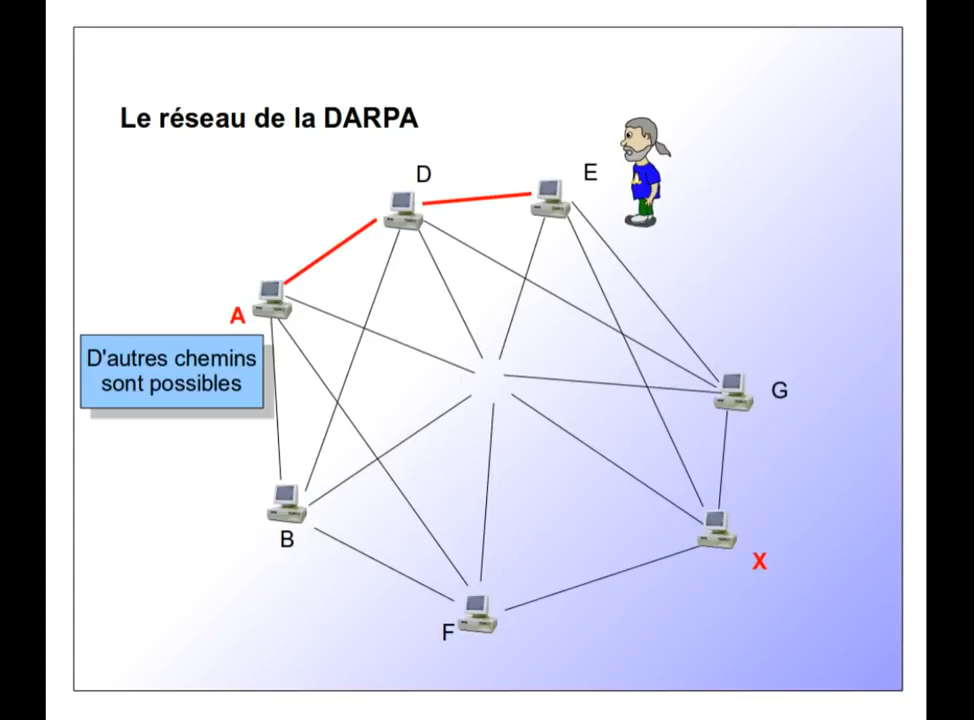 Le réseau de la DARPA
D
E
A
D'autres chemins
sont possibles
G
B
X
F